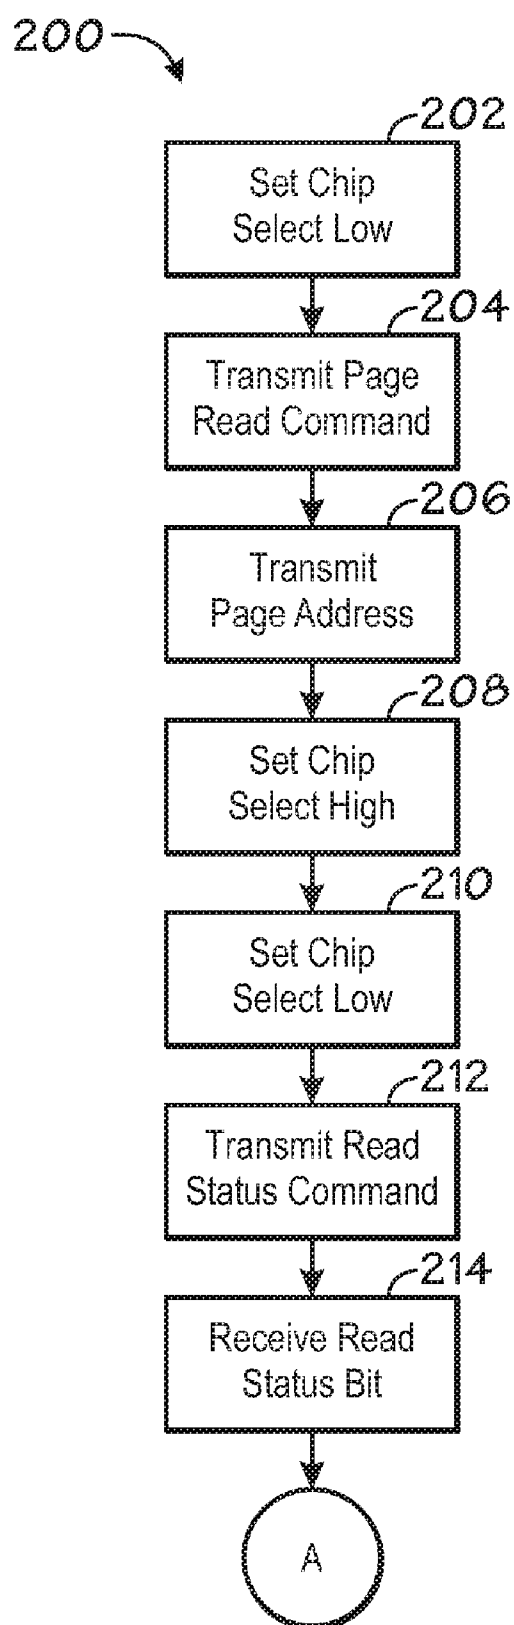 200
202
Set Chip
Select Low
204
Transmit Page
Read Command
206
Transmit
Page Address
208
Set Chip
Select High
210
Set Chip
Select Low
212
Transmit Read
Status Command
214
Receive Read
Status Bit
A